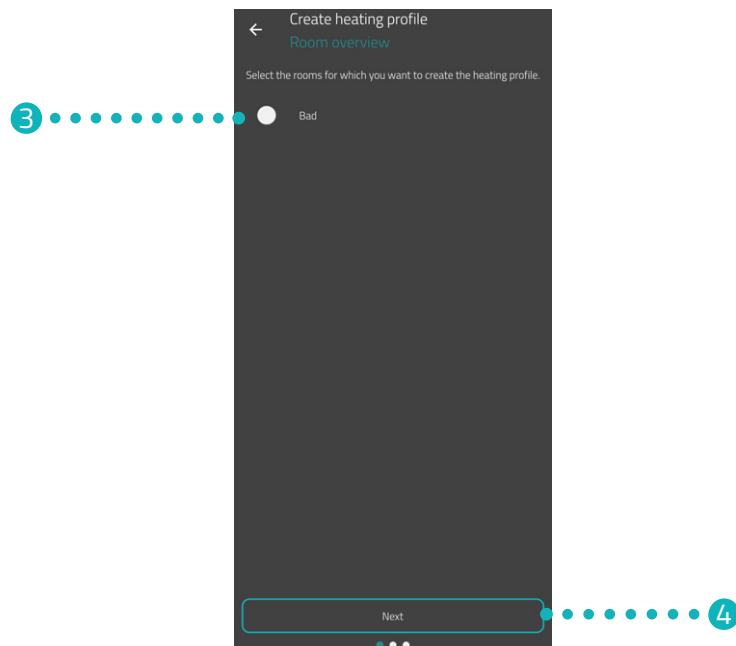 Create heating profile
Room overview
Select the rooms for which you want to create the heating profile.
3
Bad
Next
4